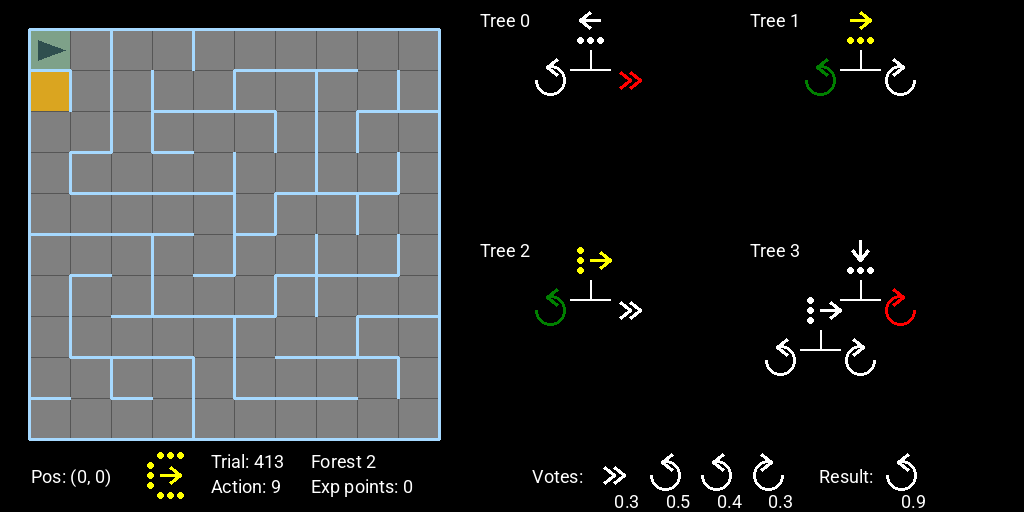 Tree 0
Tree 1
Tree 2
Tree 3
Pos: (0, 0)
Trial: 413
Forest 2
Action: 9
Exp points: 0
Votes:
0.3
0.5
0.4
0.3
Result:
0.9